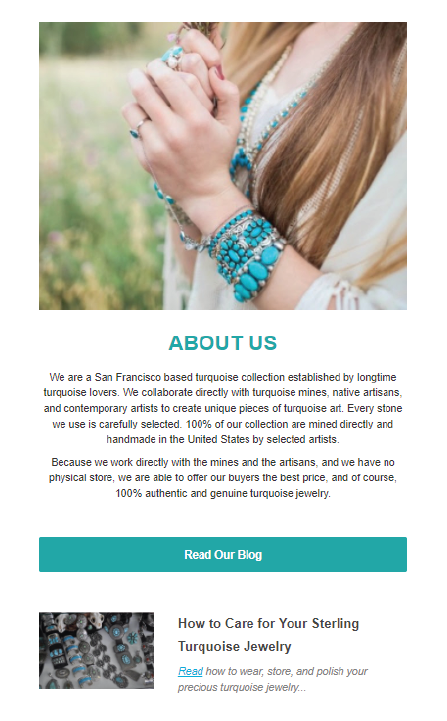 ABOUT US
We are a San Francisco based turquoise collection established by longtime
turquoise lovers. We collaborate directly with turquoise mines, native artisans,
and contemporary artists to create unique pieces of turquoise art. Every stone
we use is carefully selected. 100% of our collection are mined directly and
handmade in the United States by selected artists.
Because we work directly with the mines and the artisans, and we have no
physical store, we are able to offer our buyers the best price, and of course,
100% authentic and genuine turquoise jewelry.
Read Our Blog
How to Care for Your Sterling
Turquoise Jewelry
Read how to wear, store, and polish your
precious turquoise jewelry...